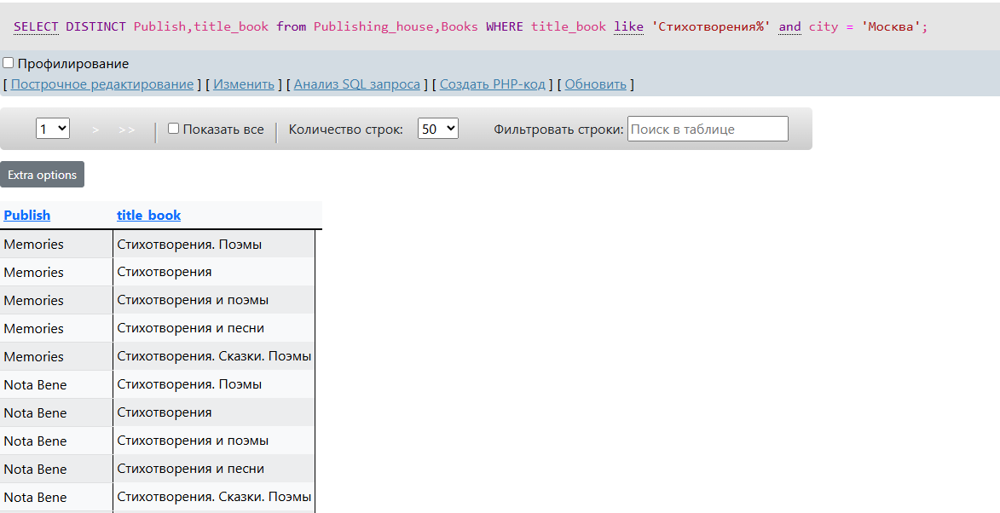 SELECT DISTINCT Publish,title_book from Publishing_house,Books WHERE title_book like 'Стихотворения%' and city = 'Москва';
Профилирование
[ Построчное редактирование ] [ Изменить ] [ Анализ SQL запроса ] [ Создать PHP-код ] [ Обновить ]
1 > >> | Показать все | Количество строк: 50 Фильтровать строки: Поиск в таблице
Extra options
Publish title_book
Memories Стихотворения. Поэмы
Memories Стихотворения
Memories Стихотворения и поэмы
Memories Стихотворения и песни
Memories Стихотворения. Сказки. Поэмы
Nota Bene Стихотворения. Поэмы
Nota Bene Стихотворения
Nota Bene Стихотворения и поэмы
Nota Bene Стихотворения и песни
Nota Bene Стихотворения. Сказки. Поэмы